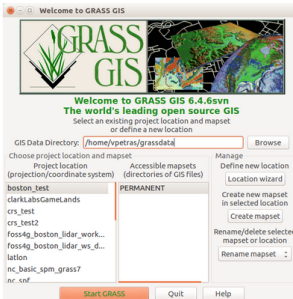 Welcome to GRASS GIS
GRASS
GIS
Welcome to GRASS GIS 6.4.6svn
The world's leading open source GIS
Select an existing project location and mapset
or define a new location
GIS Data Directory: /home/vpetras/grassdata Browse
Choose project location and mapset Manage
Project location Accessible mapsets Define new location
(projection/coordinate system) (directories of GIS files) Location wizard
boston_test PERMANENT
clarkLabsGameLands Create new mapset
crs_test in selected location
crs_test2 Create mapset
foss4g_boston_lidar_work...
foss4g_boston_lidar_ws_d... Rename/delete selected
latlon mapset or location
nc_basic_spm_grass7 Rename mapset
Start GRASS Quit Help